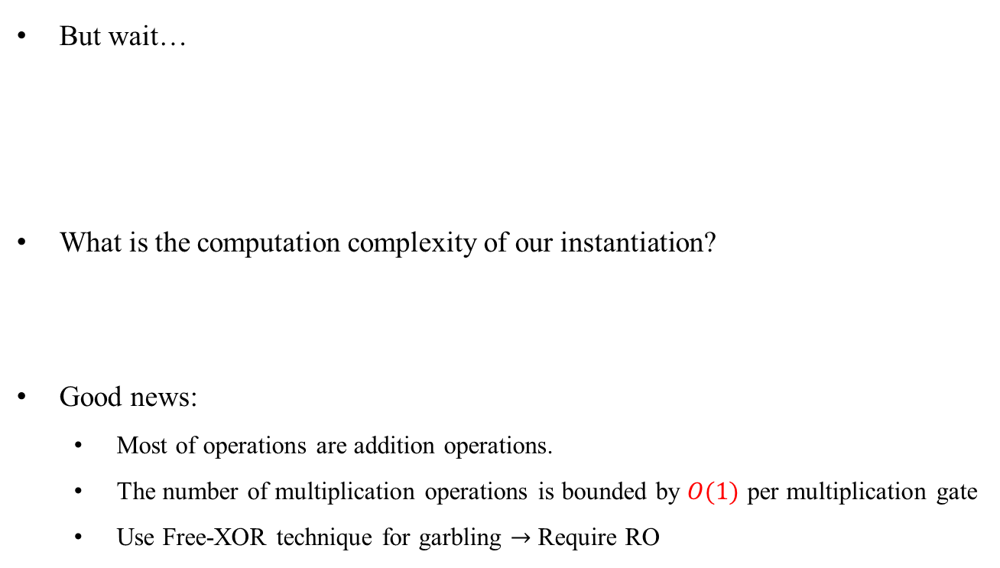 • But wait…
• What is the computation complexity of our instantiation?
• Good news:
• Most of operations are addition operations.
• The number of multiplication operations is bounded by O(1) per multiplication gate
• Use Free-XOR technique for garbling → Require RO